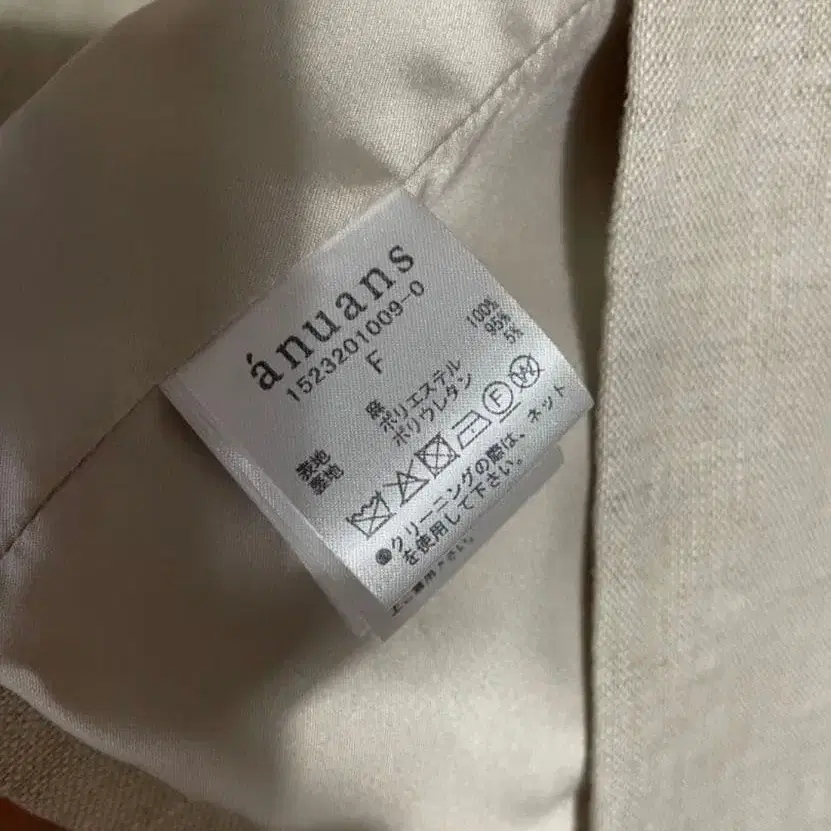 ánuans
1523201009-0
F
表地 麻 100%
裏地 ポリエステル 95%
ポリウレタン 5%
F W
●クリーニングの際は、ネット
を使用して下さい。